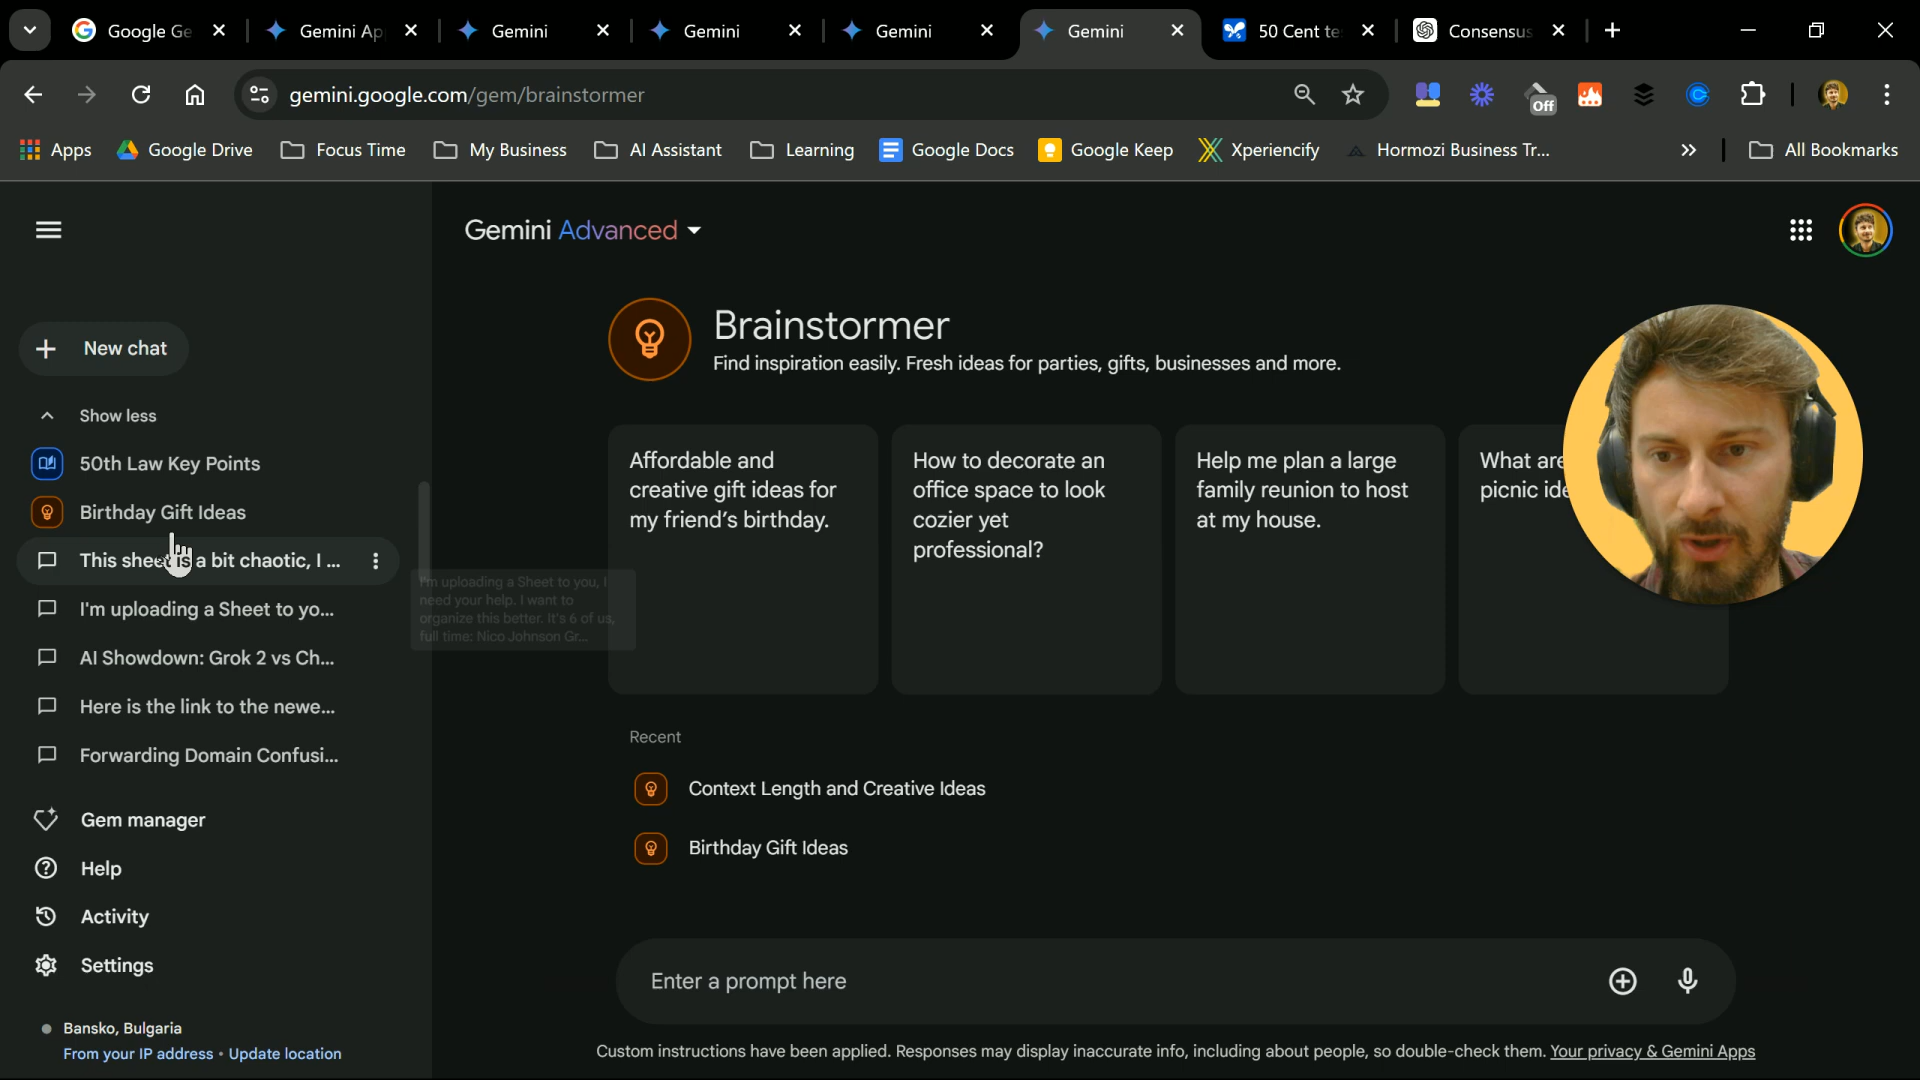 Google Ge
Gemini Ap
Gemini
Gemini
Gemini
Gemini
50 Cent te
Consensus
gemini.google.com/gem/brainstormer
Off
Apps
Google Drive
Focus Time
My Business
AI Assistant
Learning
Google Docs
Google Keep
Xperiencify
Hormozi Business Tr...
All Bookmarks
Gemini Advanced
New chat
Show less
50th Law Key Points
Birthday Gift Ideas
This sheet is a bit chaotic, I ...
I'm uploading a Sheet to yo...
AI Showdown: Grok 2 vs Ch...
Here is the link to the newe...
Forwarding Domain Confusi...
Gem manager
Help
Activity
Settings
Bansko, Bulgaria
From your IP address • Update location
I'm uploading a Sheet to you, I
need your help. I want to
organize this better. It's 6 of us,
full time: Nico Johnson Gr...
Brainstormer
Find inspiration easily. Fresh ideas for parties, gifts, businesses and more.
Affordable and
creative gift ideas for
my friend's birthday.
How to decorate an
office space to look
cozier yet
professional?
Help me plan a large
family reunion to host
at my house.
What are
picnic ide
Recent
Context Length and Creative Ideas
Birthday Gift Ideas
Enter a prompt here
Custom instructions have been applied. Responses may display inaccurate info, including about people, so double-check them. Your privacy & Gemini Apps